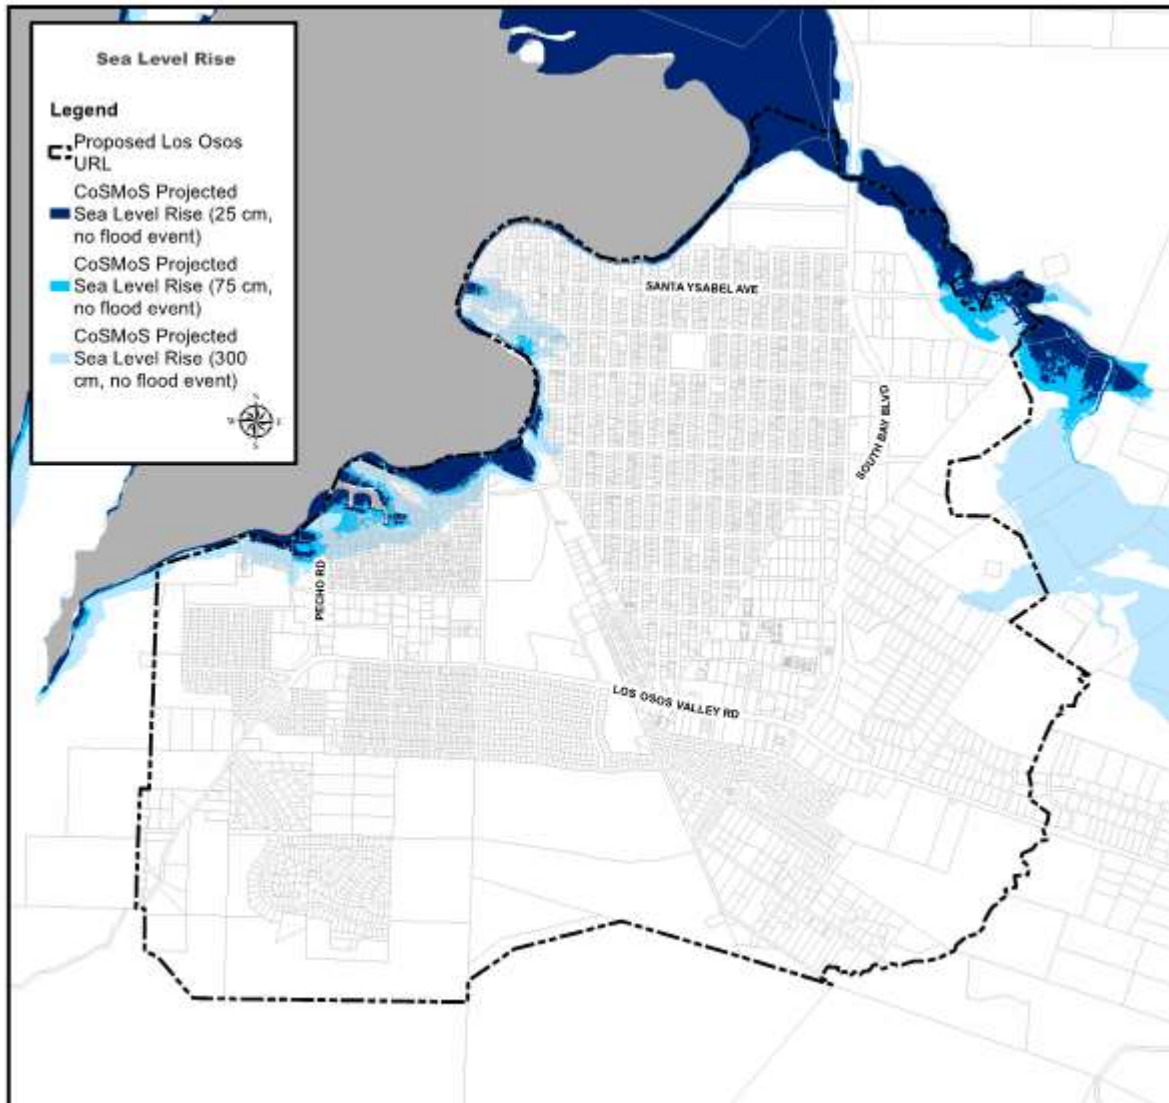 Sea Level Rise
Legend
Proposed Los Osos
URL
CoSMoS Projected
Sea Level Rise (25 cm,
no flood event)
CoSMoS Projected
Sea Level Rise (75 cm,
no flood event)
CoSMoS Projected
Sea Level Rise (300
cm, no flood event)
SANTA YSABEL AVE
SOUTH BAY BLVD
PECHO RD
LOS OSOS VALLEY RD